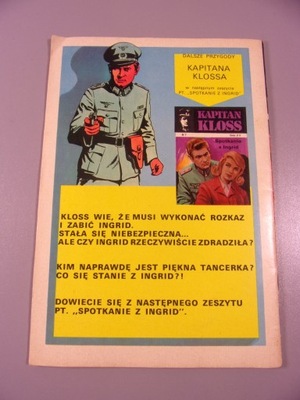 DALSZE PRZYGODY
KAPITANA
KLOSSA
w następnym zeszycie
PT. „SPOTKANIE Z INGRID”
KAPITAN
KLOSS
Spotkanie
z Ingrid
KLOSS WIE, ŻE MUSI WYKONAĆ ROZKAZ
I ZABIĆ INGRID.
STAŁA SIĘ NIEBEZPIECZNA...
ALE CZY INGRID RZECZYWIŚCIE ZDRADZIŁA?
KIM NAPRAWDĘ JEST PIĘKNA TANCERKA?
CO SIĘ STANIE Z INGRID?!
DOWIECIE SIĘ Z NASTĘPNEGO ZESZYTU
PT. „SPOTKANIE Z INGRID”.